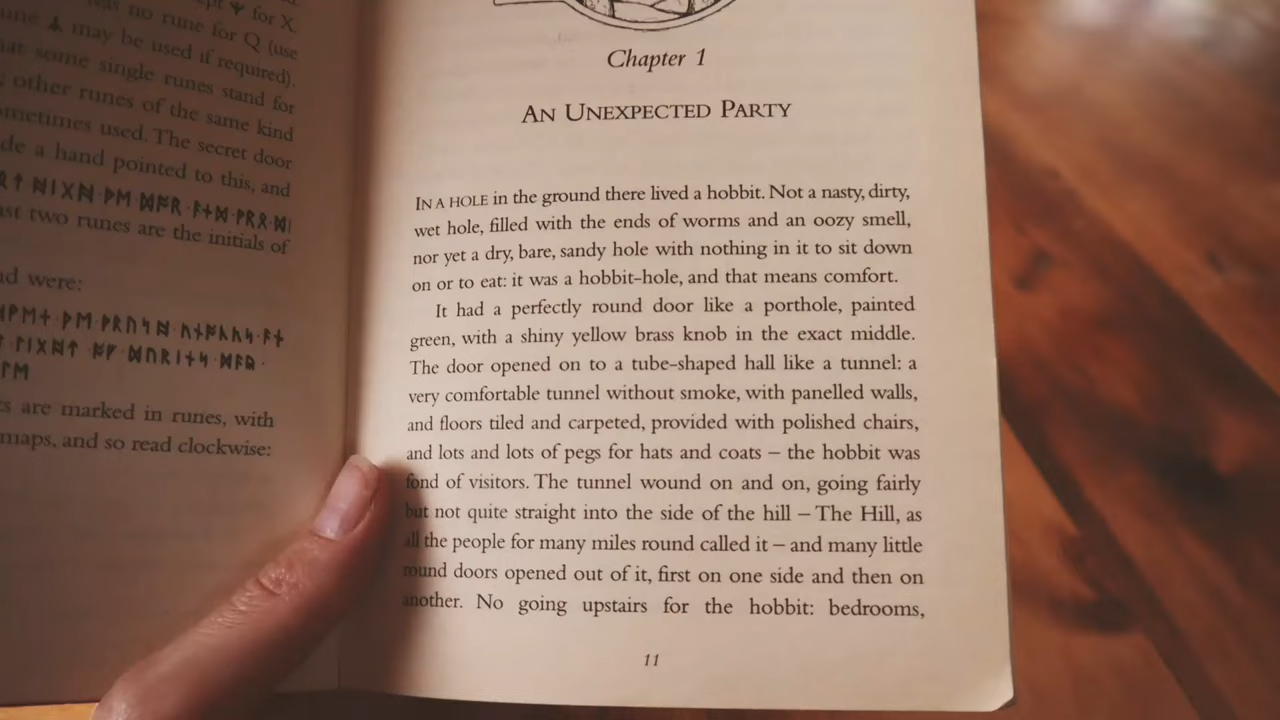 for X.
was no rune for Q (use
may be used if required).
some single runes stand for
other runes of the same kind
sometimes used. The secret door
a hand pointed to this, and
two runes are the initials of
were:
are marked in runes, with
maps, and so read clockwise:
Chapter 1
AN UNEXPECTED PARTY
IN A HOLE in the ground there lived a hobbit. Not a nasty, dirty,
wet hole, filled with the ends of worms and an oozy smell,
nor yet a dry, bare, sandy hole with nothing in it to sit down
on or to eat: it was a hobbit-hole, and that means comfort.
It had a perfectly round door like a porthole, painted
green, with a shiny yellow brass knob in the exact middle.
The door opened on to a tube-shaped hall like a tunnel: a
very comfortable tunnel without smoke, with panelled walls,
and floors tiled and carpeted, provided with polished chairs,
and lots and lots of pegs for hats and coats – the hobbit was
fond of visitors. The tunnel wound on and on, going fairly
but not quite straight into the side of the hill – The Hill, as
all the people for many miles round called it – and many little
round doors opened out of it, first on one side and then on
another. No going upstairs for the hobbit: bedrooms,
11